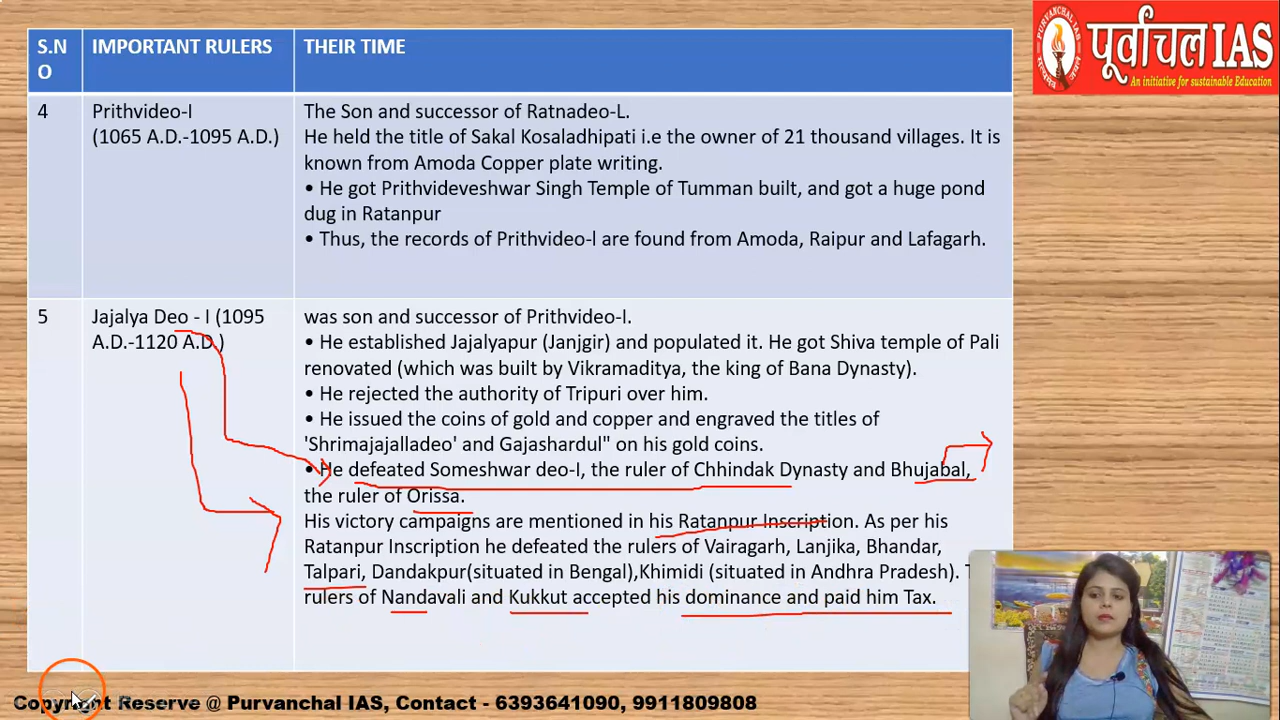 PURVANCHAL IAS
पूर्वांचल IAS
An initiative for sustainable Education
S.N
O
IMPORTANT RULERS
THEIR TIME
4
Prithvideo-I
(1065 A.D.-1095 A.D.)
The Son and successor of Ratnadeo-L.
He held the title of Sakal Kosaladhipati i.e the owner of 21 thousand villages. It is
known from Amoda Copper plate writing.
• He got Prithvideveshwar Singh Temple of Tumman built, and got a huge pond
dug in Ratanpur
• Thus, the records of Prithvideo-l are found from Amoda, Raipur and Lafagarh.
5
Jajalya Deo - I (1095
A.D.-1120 A.D.)
was son and successor of Prithvideo-I.
• He established Jajalyapur (Janjgir) and populated it. He got Shiva temple of Pali
renovated (which was built by Vikramaditya, the king of Bana Dynasty).
• He rejected the authority of Tripuri over him.
• He issued the coins of gold and copper and engraved the titles of
'Shrimajajalladeo' and Gajashardul" on his gold coins.
• He defeated Someshwar deo-I, the ruler of Chhindak Dynasty and Bhujabal,
the ruler of Orissa.
His victory campaigns are mentioned in his Ratanpur Inscription. As per his
Ratanpur Inscription he defeated the rulers of Vairagarh, Lanjika, Bhandar,
Talpari, Dandakpur(situated in Bengal),Khimidi (situated in Andhra Pradesh).
rulers of Nandavali and Kukkut accepted his dominance and paid him Tax.
Copyright Reserve @ Purvanchal IAS, Contact - 6393641090, 9911809808